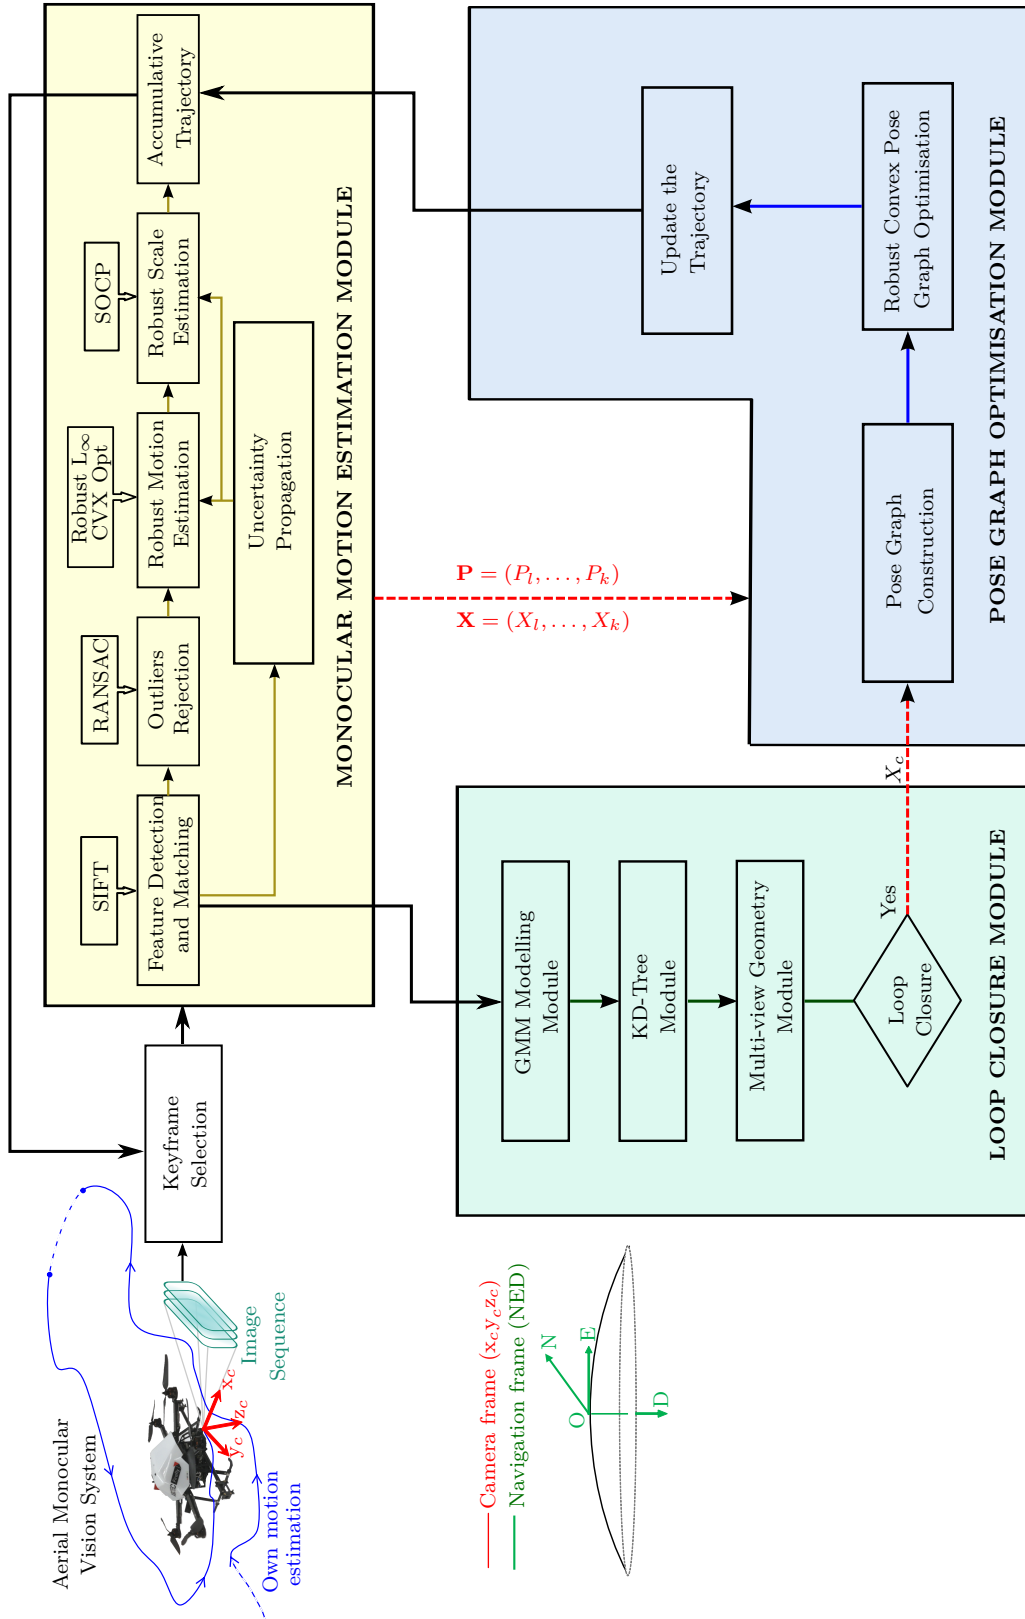 Aerial Monocular
Vision System
Own motion
estimation
x_c
y_c
z_c
Image
Sequence
Keyframe
Selection
SIFT
Feature Detection
and Matching
RANSAC
Outliers
Rejection
Robust L∞
CVX Opt
Robust Motion
Estimation
SOCP
Robust Scale
Estimation
Accumulative
Trajectory
Uncertainty
Propagation
MONOCULAR MOTION ESTIMATION MODULE
P = (P_l, . . . , P_k)
X = (X_l, . . . , X_k)
Camera frame (x_c y_c z_c)
Navigation frame (NED)
O
N
E
D
GMM Modelling
Module
KD-Tree
Module
Multi-view Geometry
Module
Loop
Closure
Yes
LOOP CLOSURE MODULE
X_c
Pose Graph
Construction
Robust Convex Pose
Graph Optimisation
Update the
Trajectory
POSE GRAPH OPTIMISATION MODULE